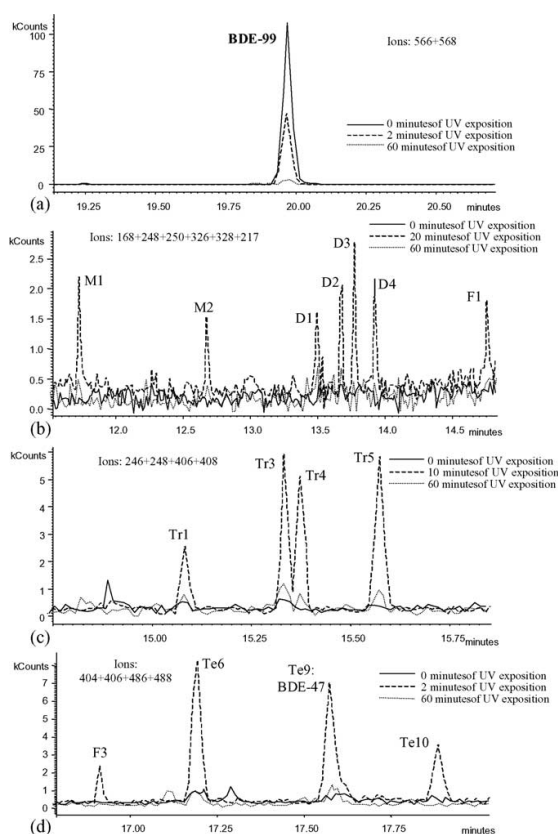 kCounts
BDE-99
Ions: 566+568
100
75
50
25
0
0 minutesof UV exposition
2 minutesof UV exposition
60 minutesof UV exposition
19.25 19.50 19.75 20.00 20.25 20.50
minutes
(a)
kCounts
Ions: 168+248+250+326+328+217
0 minutesof UV exposition
20 minutesof UV exposition
60 minutesof UV exposition
2.5
2.0
1.5
1.0
0.5
0.0
M1
M2
D1
D2
D3
D4
F1
12.0 12.5 13.0 13.5 14.0 14.5
minutes
(b)
kCounts
Ions: 246+248+406+408
0 minutesof UV exposition
10 minutesof UV exposition
60 minutesof UV exposition
6
5
4
3
2
1
0
Tr1
Tr3
Tr4
Tr5
15.00 15.25 15.50 15.75 minutes
(c)
kCounts
Ions:
404+406+486+488
0 minutesof UV exposition
2 minutesof UV exposition
60 minutesof UV exposition
7
6
5
4
3
2
1
0
F3
Te6
Te9:
BDE-47
Te10
17.00 17.25 17.50 17.75
minutes
(d)